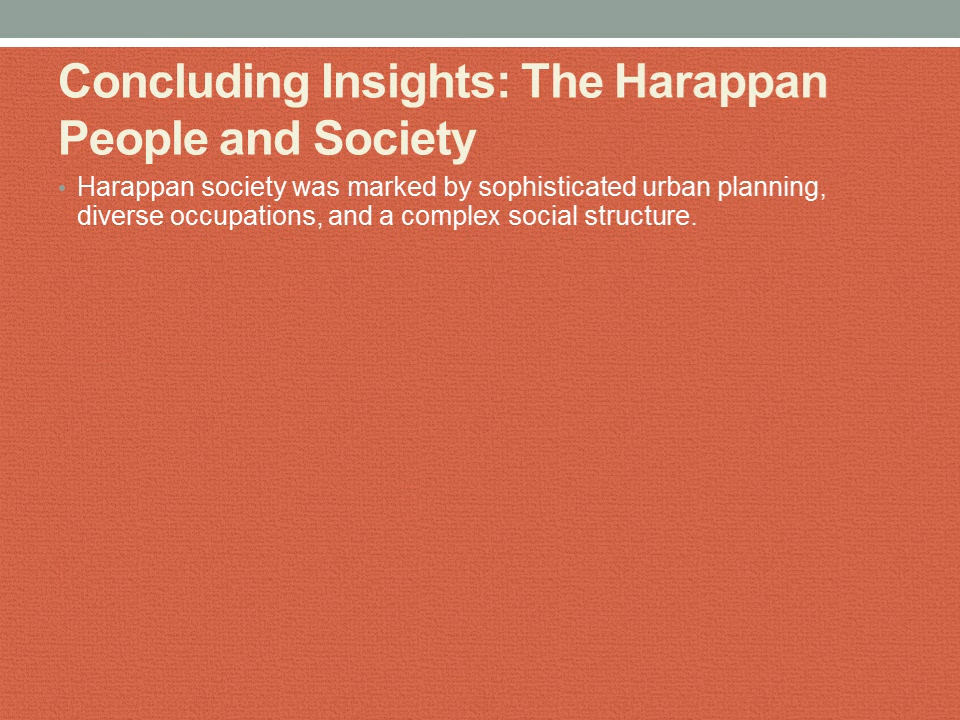 Concluding Insights: The Harappan
People and Society
• Harappan society was marked by sophisticated urban planning,
diverse occupations, and a complex social structure.